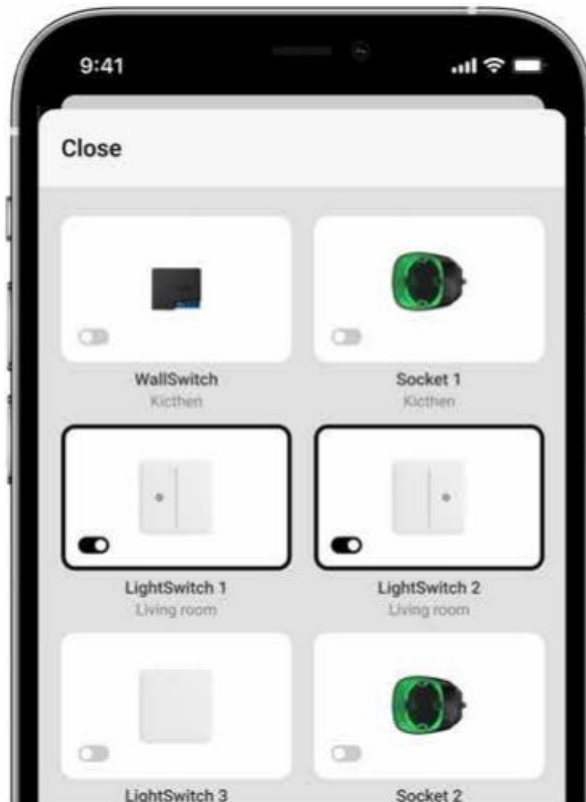 9:41
Close
WallSwitch
Kicthen
Socket 1
Kicthen
LightSwitch 1
Living room
LightSwitch 2
Living room
LightSwitch 3
Socket 2